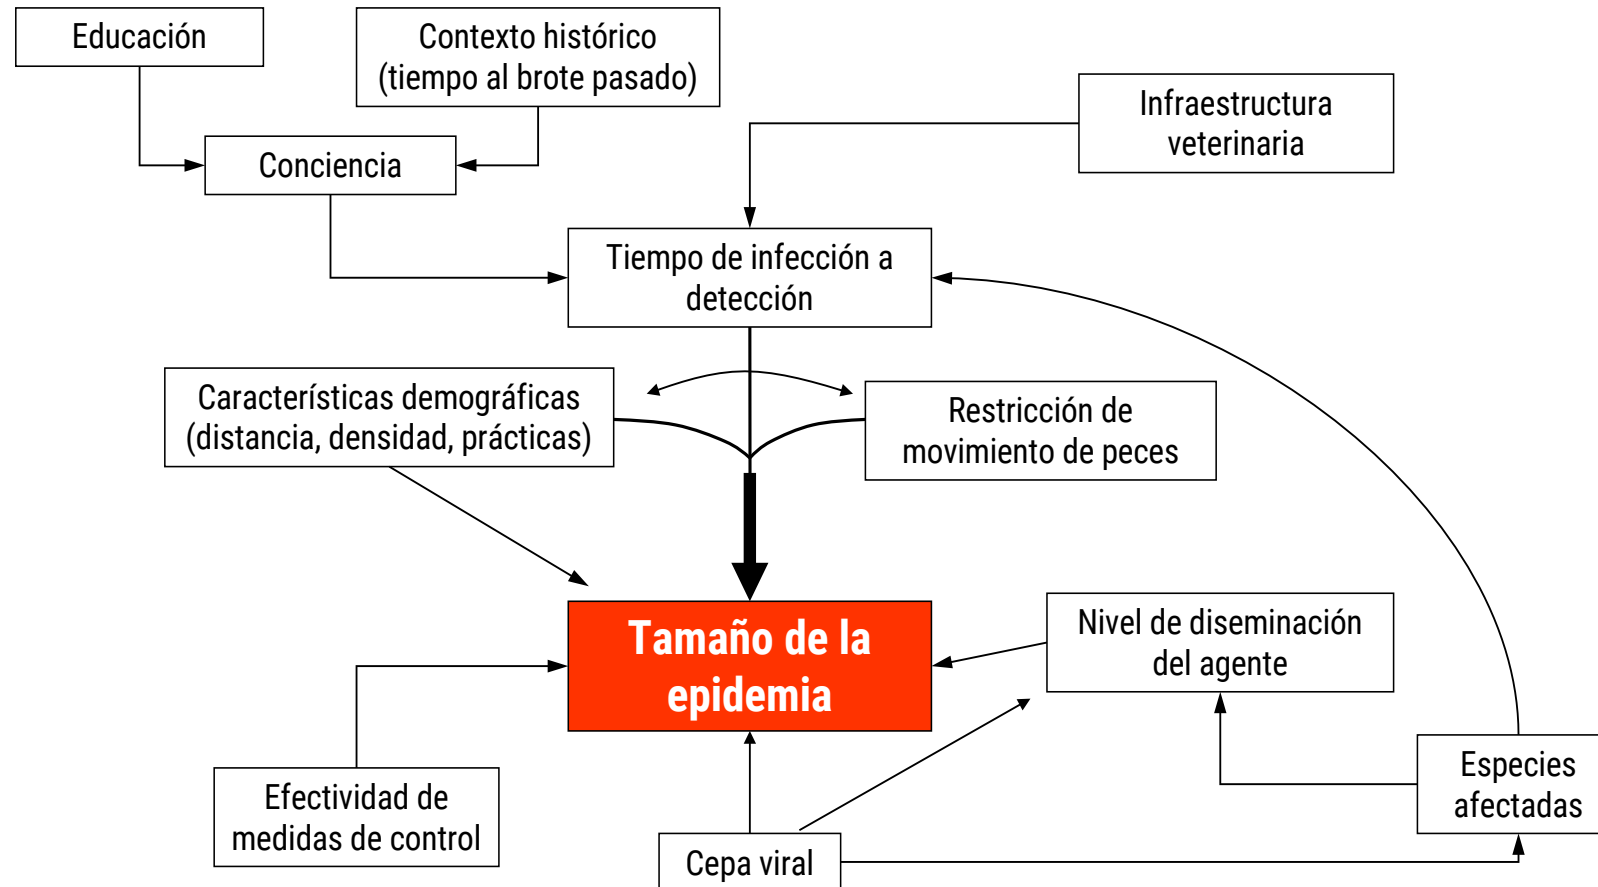 Educación
Contexto histórico
(tiempo al brote pasado)
Infraestructura
veterinaria
Conciencia
Tiempo de infección a
detección
Características demográficas
(distancia, densidad, prácticas)
Restricción de
movimiento de peces
Tamaño de la
epidemia
Nivel de diseminación
del agente
Especies
afectadas
Efectividad de
medidas de control
Cepa viral